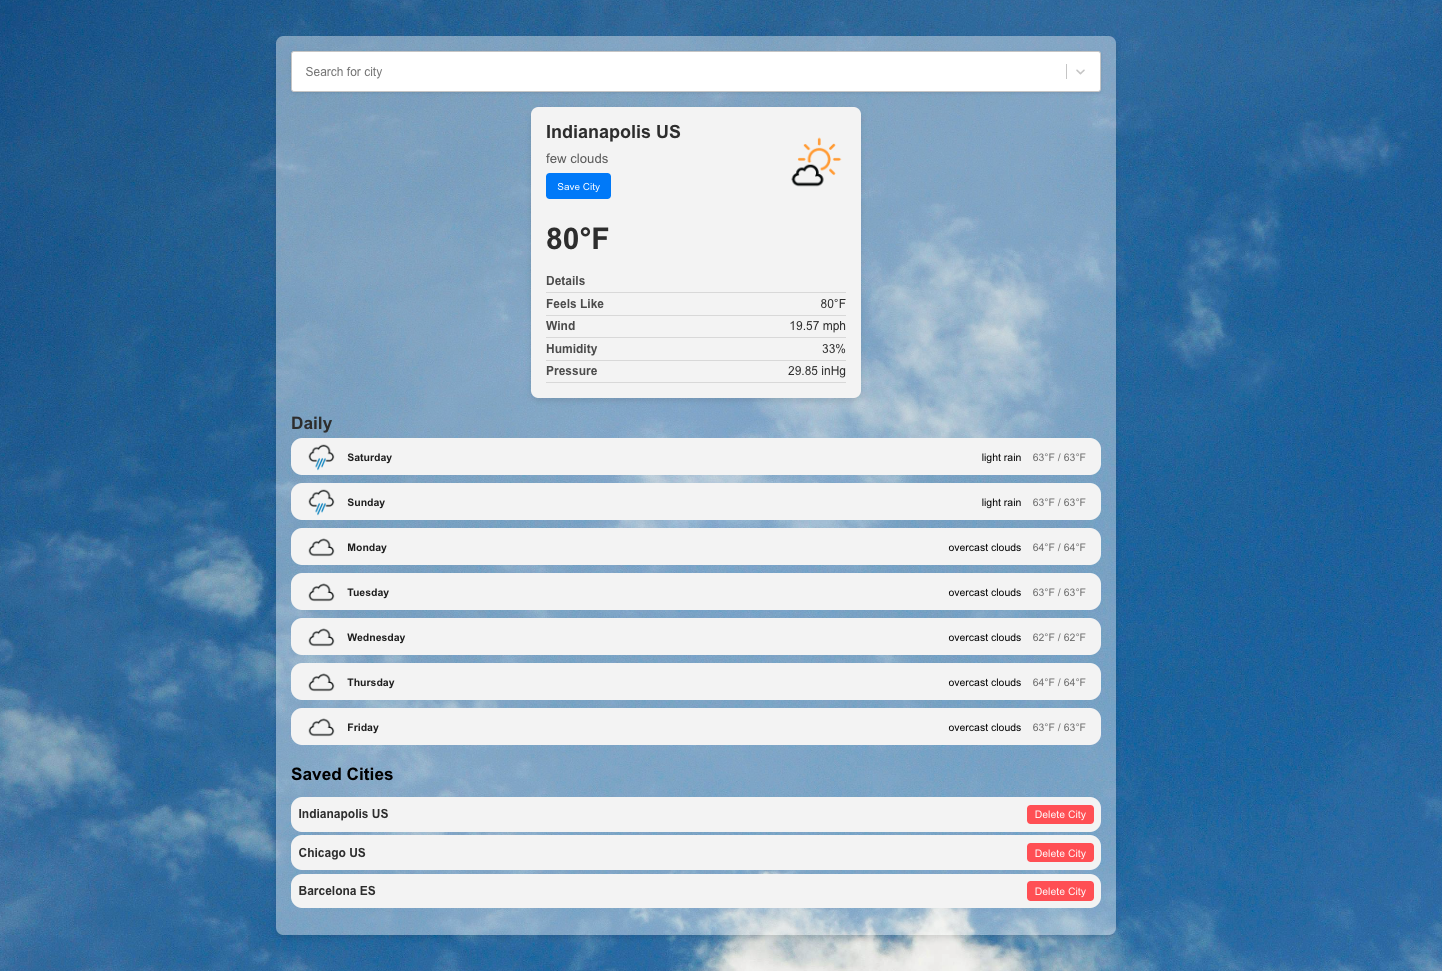 Search for city
Indianapolis US
few clouds
Save City
80°F
Details
Feels Like 80°F
Wind 19.57 mph
Humidity 33%
Pressure 29.85 inHg
Daily
Saturday light rain 63°F / 63°F
Sunday light rain 63°F / 63°F
Monday overcast clouds 64°F / 64°F
Tuesday overcast clouds 63°F / 63°F
Wednesday overcast clouds 62°F / 62°F
Thursday overcast clouds 64°F / 64°F
Friday overcast clouds 63°F / 63°F
Saved Cities
Indianapolis US Delete City
Chicago US Delete City
Barcelona ES Delete City